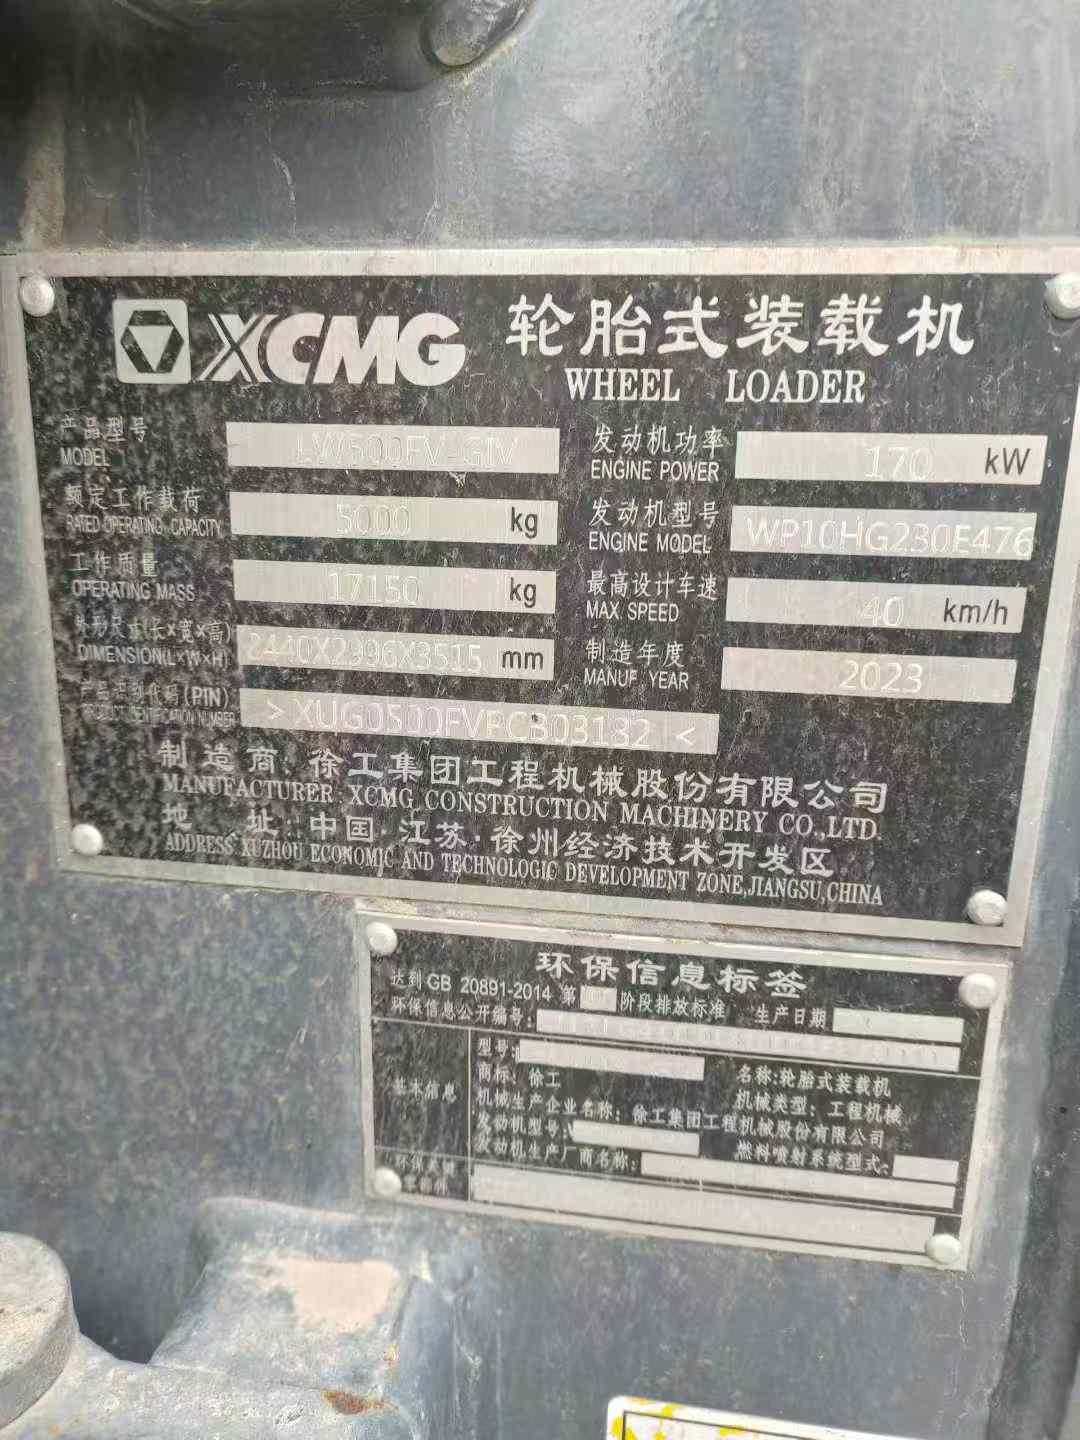 XCMG 轮胎式装载机
WHEEL LOADER
产品型号 LW500FV-GIV 发动机功率 170 kW
MODEL ENGINE POWER
额定工作载荷 5000 kg 发动机型号 WP10HG230E476
RATED OPERATING CAPACITY ENGINE MODEL
工作质量 17150 kg 最高设计车速 40 km/h
OPERATING MASS MAX SPEED
外形尺寸(长×宽×高) 2440X2996X3515 mm 制造年度 2023
DIMENSION(L×W×H) MANUF YEAR
产品识别代码(PIN) >XUG0500FVPCB03182<
PRODUCT IDENTIFICATION NUMBER
制造商:徐工集团工程机械股份有限公司
MANUFACTURER XCMG CONSTRUCTION MACHINERY CO.,LTD.
地 址:中国·江苏·徐州经济技术开发区
ADDRESS XUZHOU ECONOMIC AND TECHNOLOGIC DEVELOPMENT ZONE,JIANGSU,CHINA
环保信息标签
达到GB 20891-2014 第 阶段排放标准 生产日期
环保信息公开编号:
型号:
商标:徐工 名称:轮胎式装载机
基本信息 机械类型:工程机械
机械生产企业名称:徐工集团工程机械股份有限公司
发动机型号: 燃料喷射系统型式:
发动机生产厂商名称:
环保关键